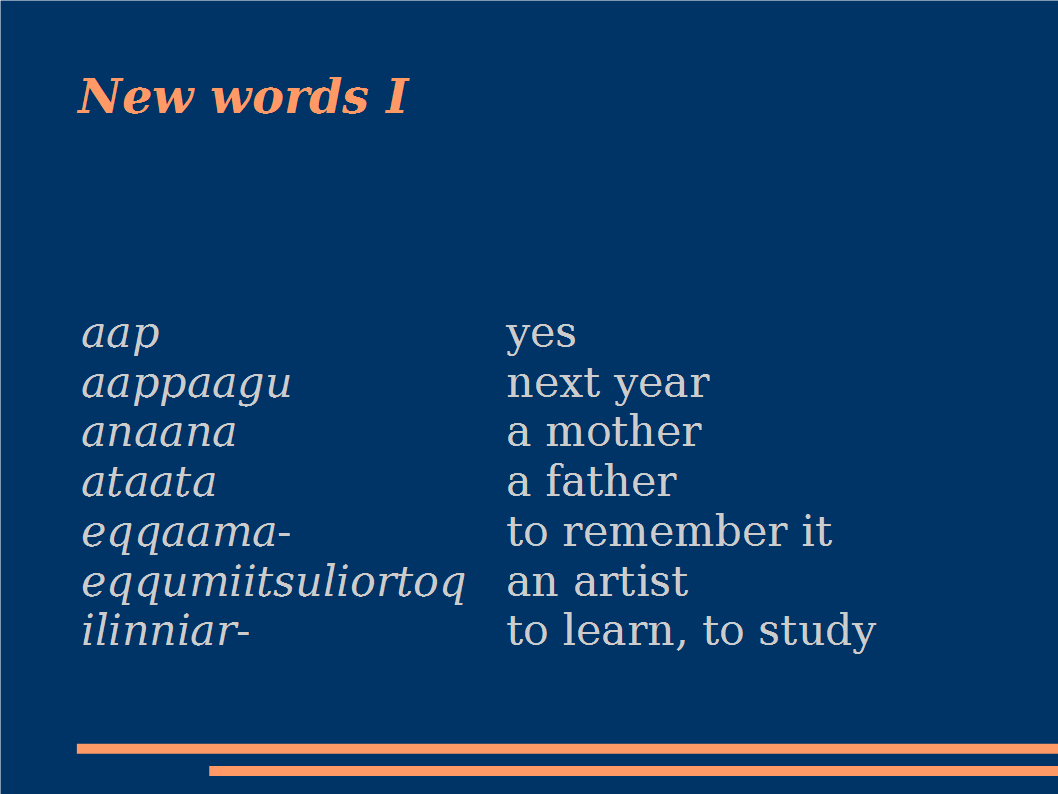 New words I
aap yes
aappaagu next year
anaana a mother
ataata a father
eqqaama- to remember it
eqqumiitsuliortoq an artist
ilinniar- to learn, to study